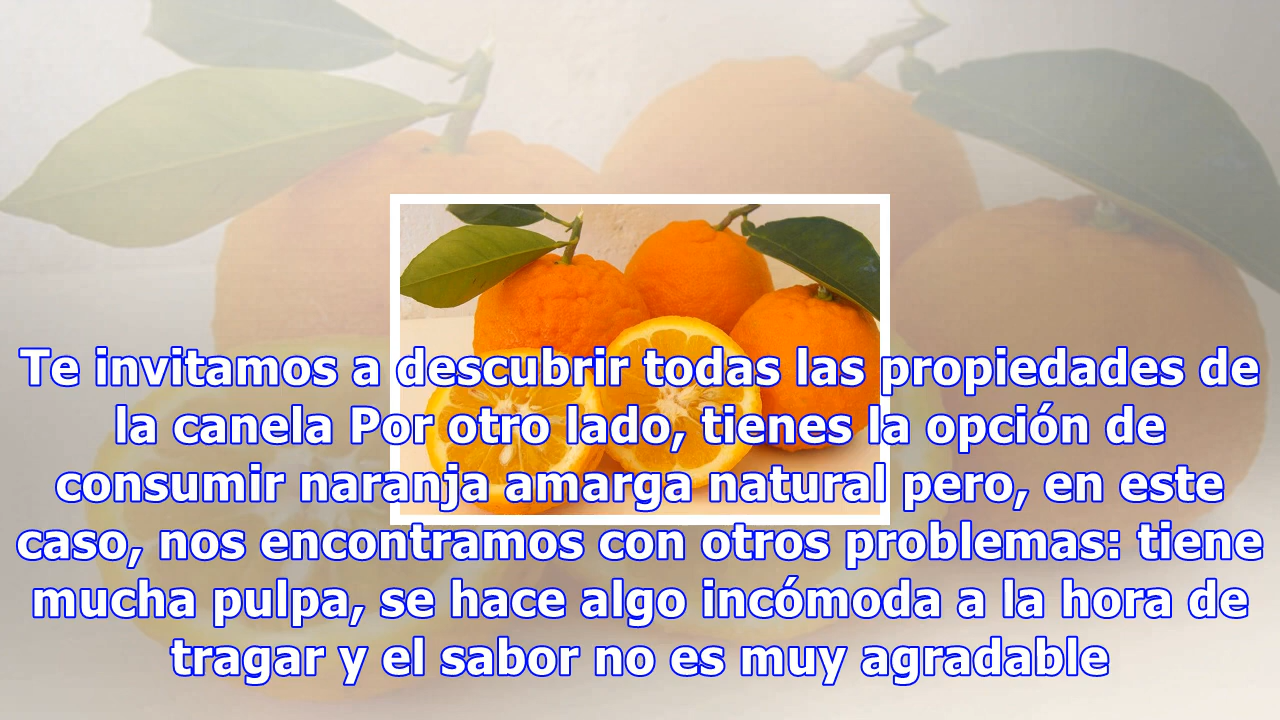 Te invitamos a descubrir todas las propiedades de
la canela Por otro lado, tienes la opción de
consumir naranja amarga natural pero, en este
caso, nos encontramos con otros problemas: tiene
mucha pulpa, se hace algo incómoda a la hora de
tragar y el sabor no es muy agradable